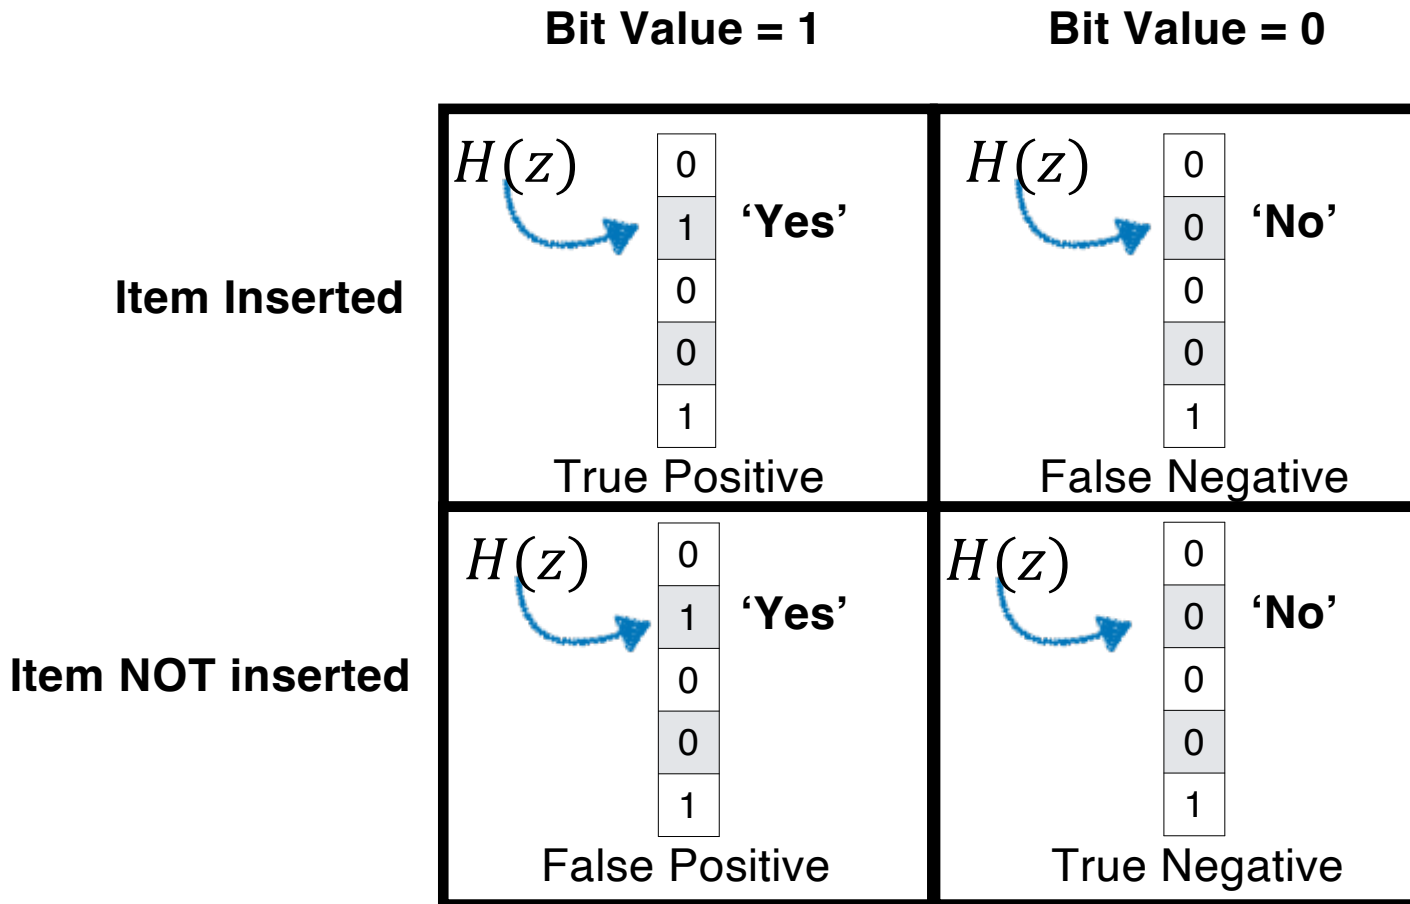 Bit Value = 1
Bit Value = 0
Item Inserted
H(z)
0
1
0
0
1
‘Yes’
True Positive
H(z)
0
0
0
0
1
‘No’
False Negative
Item NOT inserted
H(z)
0
1
0
0
1
‘Yes’
False Positive
H(z)
0
0
0
0
1
‘No’
True Negative